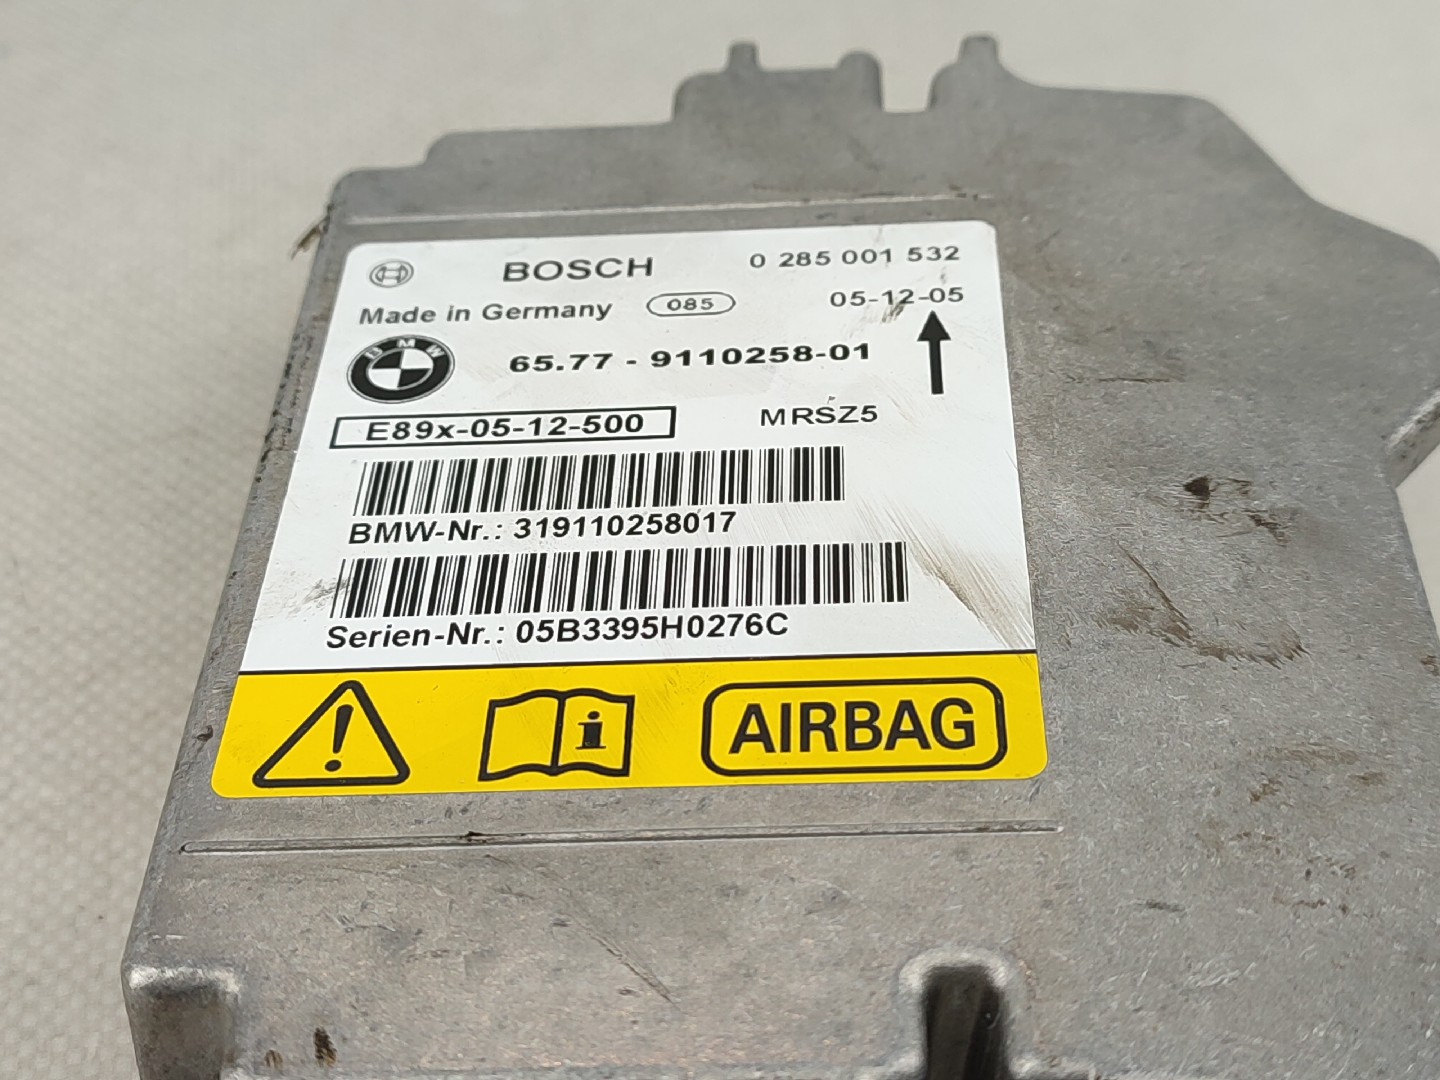 BOSCH 0 285 001 532
Made in Germany 085 05-12-05
BMW 65.77 - 9110258-01
E89x-05-12-500 MRSZ5
BMW-Nr.: 319110258017
Serien-Nr.: 05B3395H0276C
! i AIRBAG